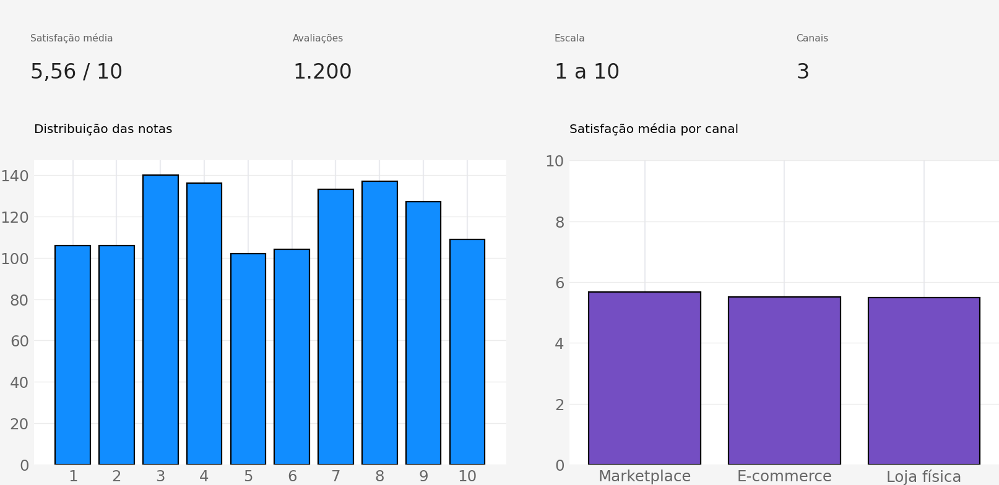 Satisfação média
Avaliações
Escala
Canais
5,56 / 10
1.200
1 a 10
3
Distribuição das notas
Satisfação média por canal
140
120
100
80
60
40
20
0
1 2 3 4 5 6 7 8 9 10
10
8
6
4
2
0
Marketplace E-commerce Loja física